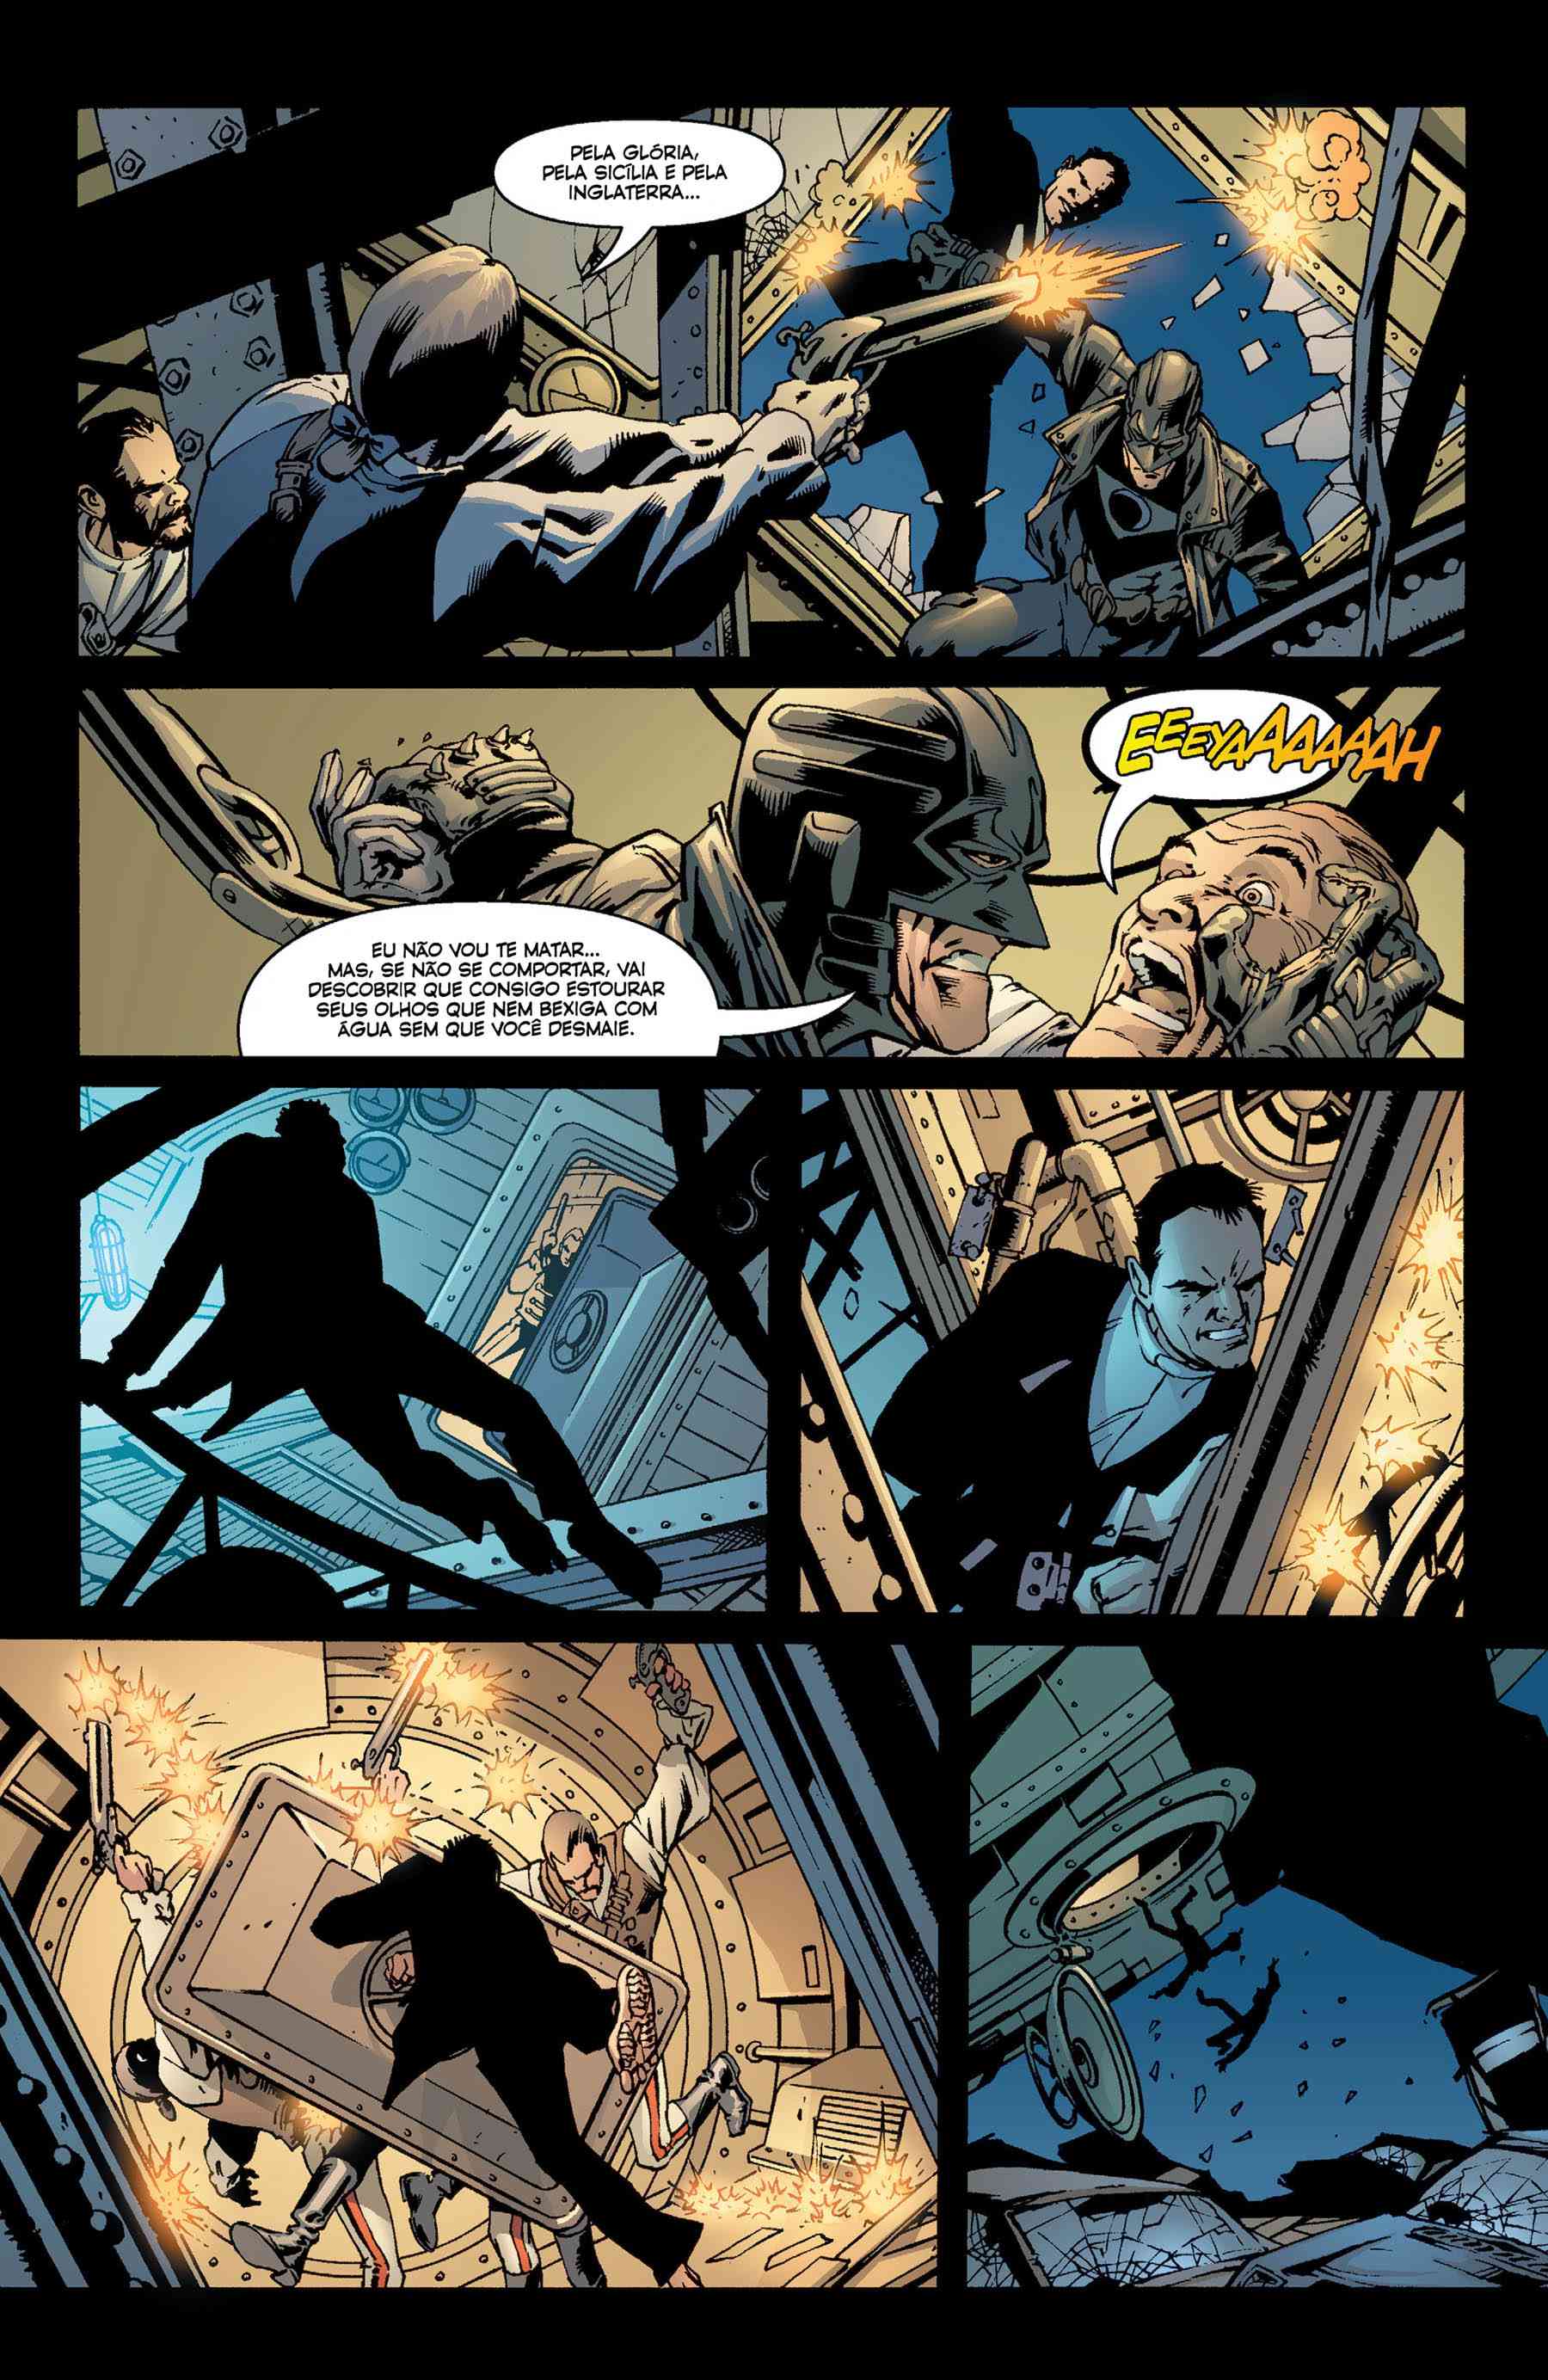 PELA GLÓRIA,
PELA SICÍLIA E PELA
INGLATERRA...
EEEYAAAAAAH
EU NÃO VOU TE MATAR...
MAS, SE NÃO SE COMPORTAR, VAI
DESCOBRIR QUE CONSIGO ESTOURAR
SEUS OLHOS QUE NEM BEXIGA COM
ÁGUA SEM QUE VOCÊ DESMAIE.